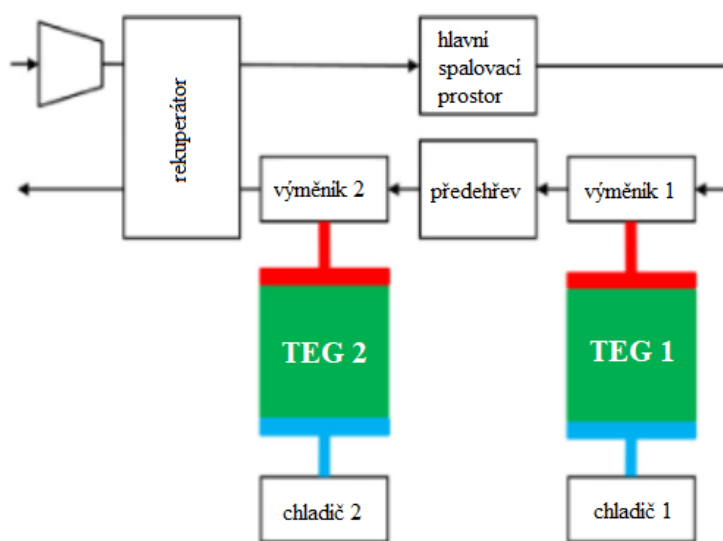 hlavní
spalovací
prostor
rekuperátor
výměník 2
předehřev
výměník 1
TEG 2
TEG 1
chladič 2
chladič 1